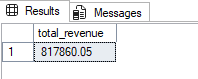 Results Messages
total_revenue
1 817860.05